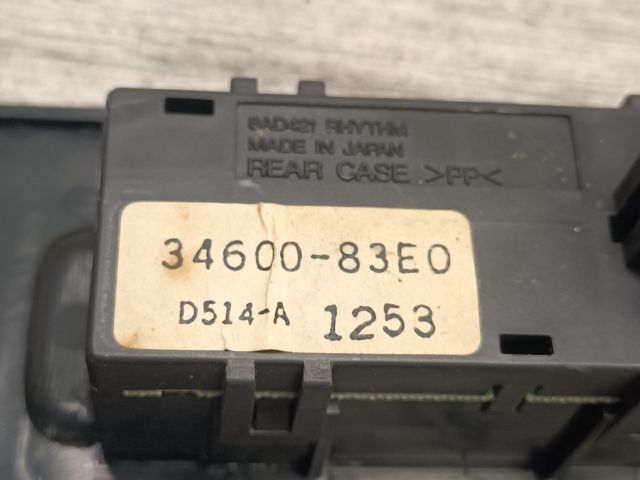 8AD421 RHYTHM
MADE IN JAPAN
REAR CASE >PP<
34600-83E0
D514-A 1253